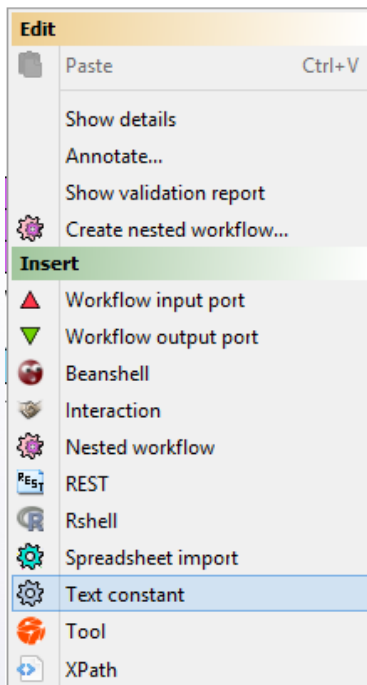 Edit
Paste Ctrl+V
Show details
Annotate...
Show validation report
Create nested workflow...
Insert
Workflow input port
Workflow output port
Beanshell
Interaction
Nested workflow
REST REST
Rshell
Spreadsheet import
Text constant
Tool
XPath